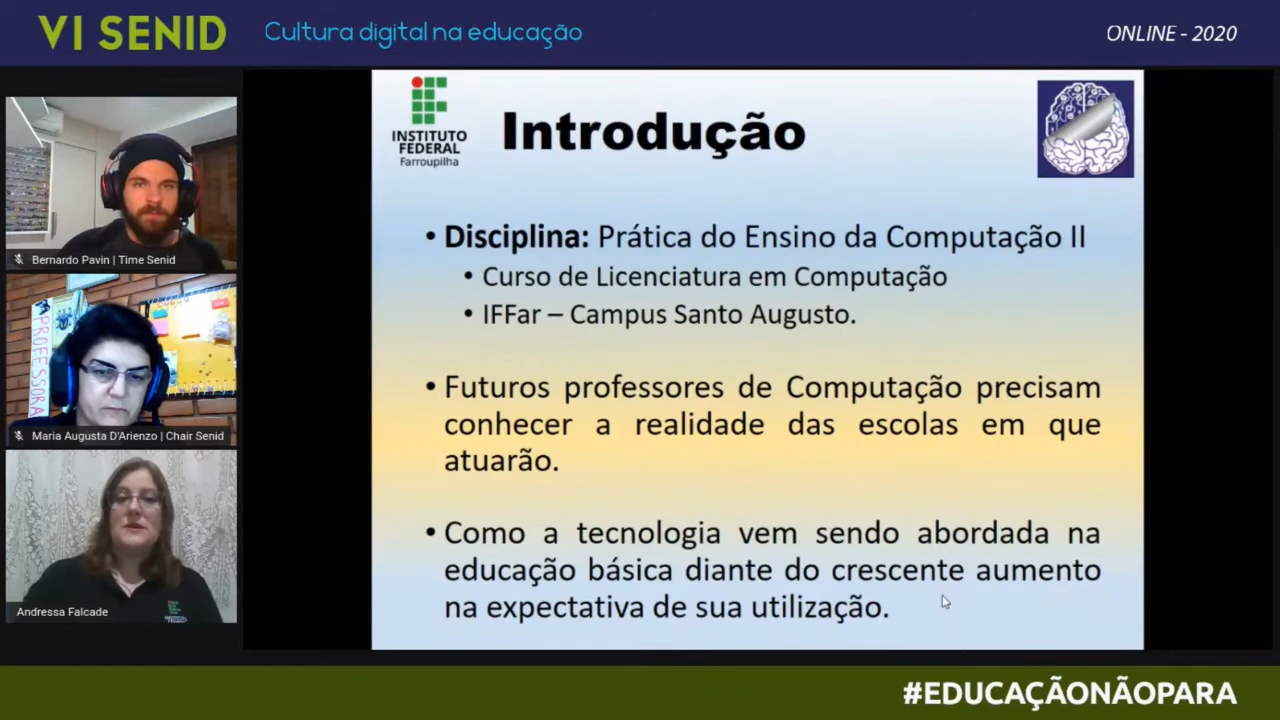 VI SENID
Cultura digital na educação
ONLINE - 2020
INSTITUTO
FEDERAL
Farroupilha
Introdução
• Disciplina: Prática do Ensino da Computação II
• Curso de Licenciatura em Computação
• IFFar – Campus Santo Augusto.
• Futuros professores de Computação precisam
conhecer a realidade das escolas em que
atuarão.
• Como a tecnologia vem sendo abordada na
educação básica diante do crescente aumento
na expectativa de sua utilização.
Bernardo Pavin | Time Senid
PROFESSORA
Maria Augusta D'Arienzo | Chair Senid
Andressa Falcade
#EDUCAÇÃONÃOPARA